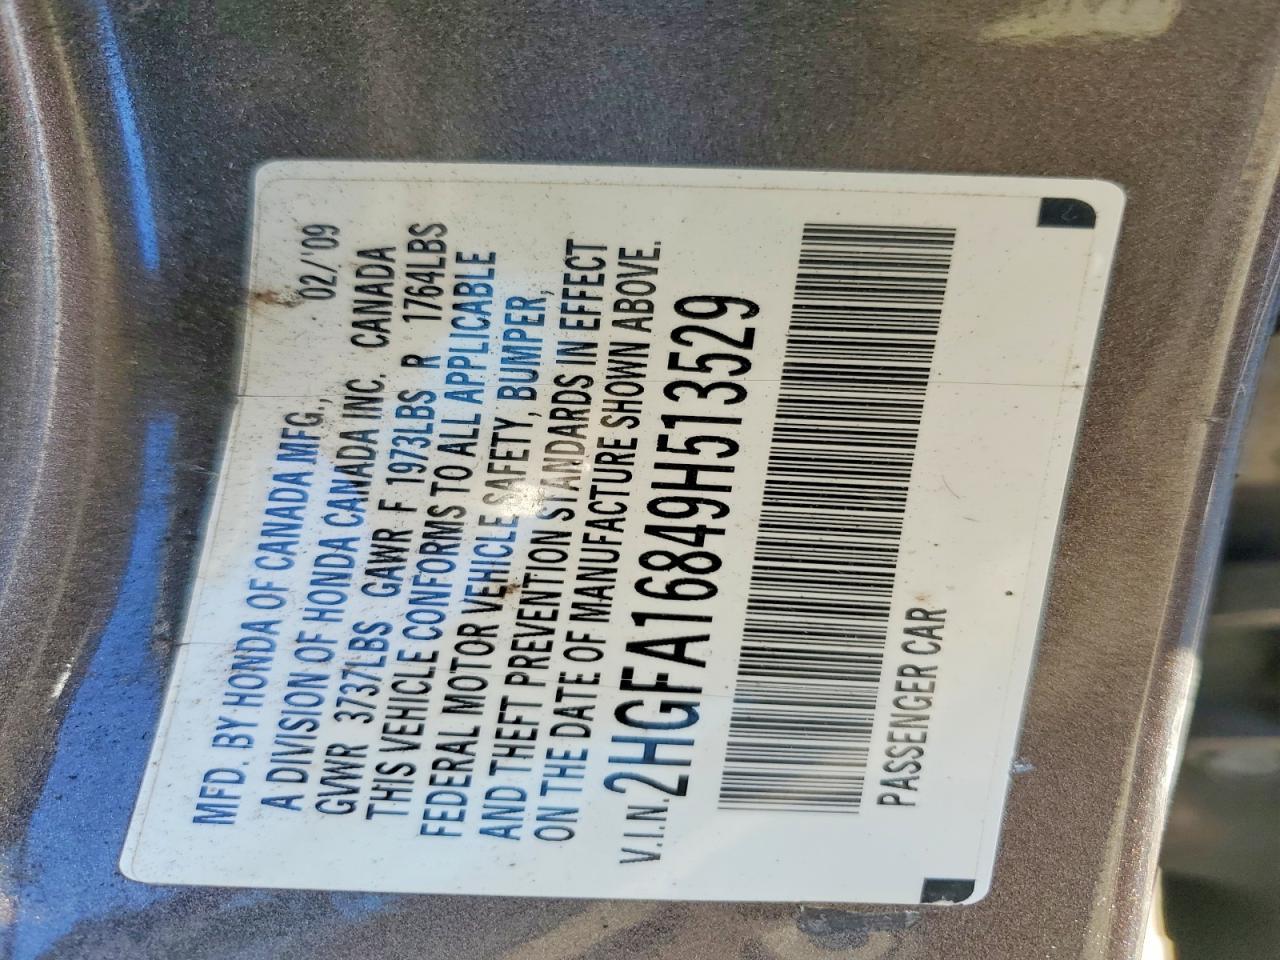 MFD. BY HONDA OF CANADA MFG., 02/'09
A DIVISION OF HONDA CANADA INC. CANADA
GVWR 3737LBS GAWR F 1973LBS R 1764LBS
THIS VEHICLE CONFORMS TO ALL APPLICABLE
FEDERAL MOTOR VEHICLE SAFETY, BUMPER,
AND THEFT PREVENTION STANDARDS IN EFFECT
ON THE DATE OF MANUFACTURE SHOWN ABOVE.
V.I.N. 2HGFA16849H513529
PASSENGER CAR